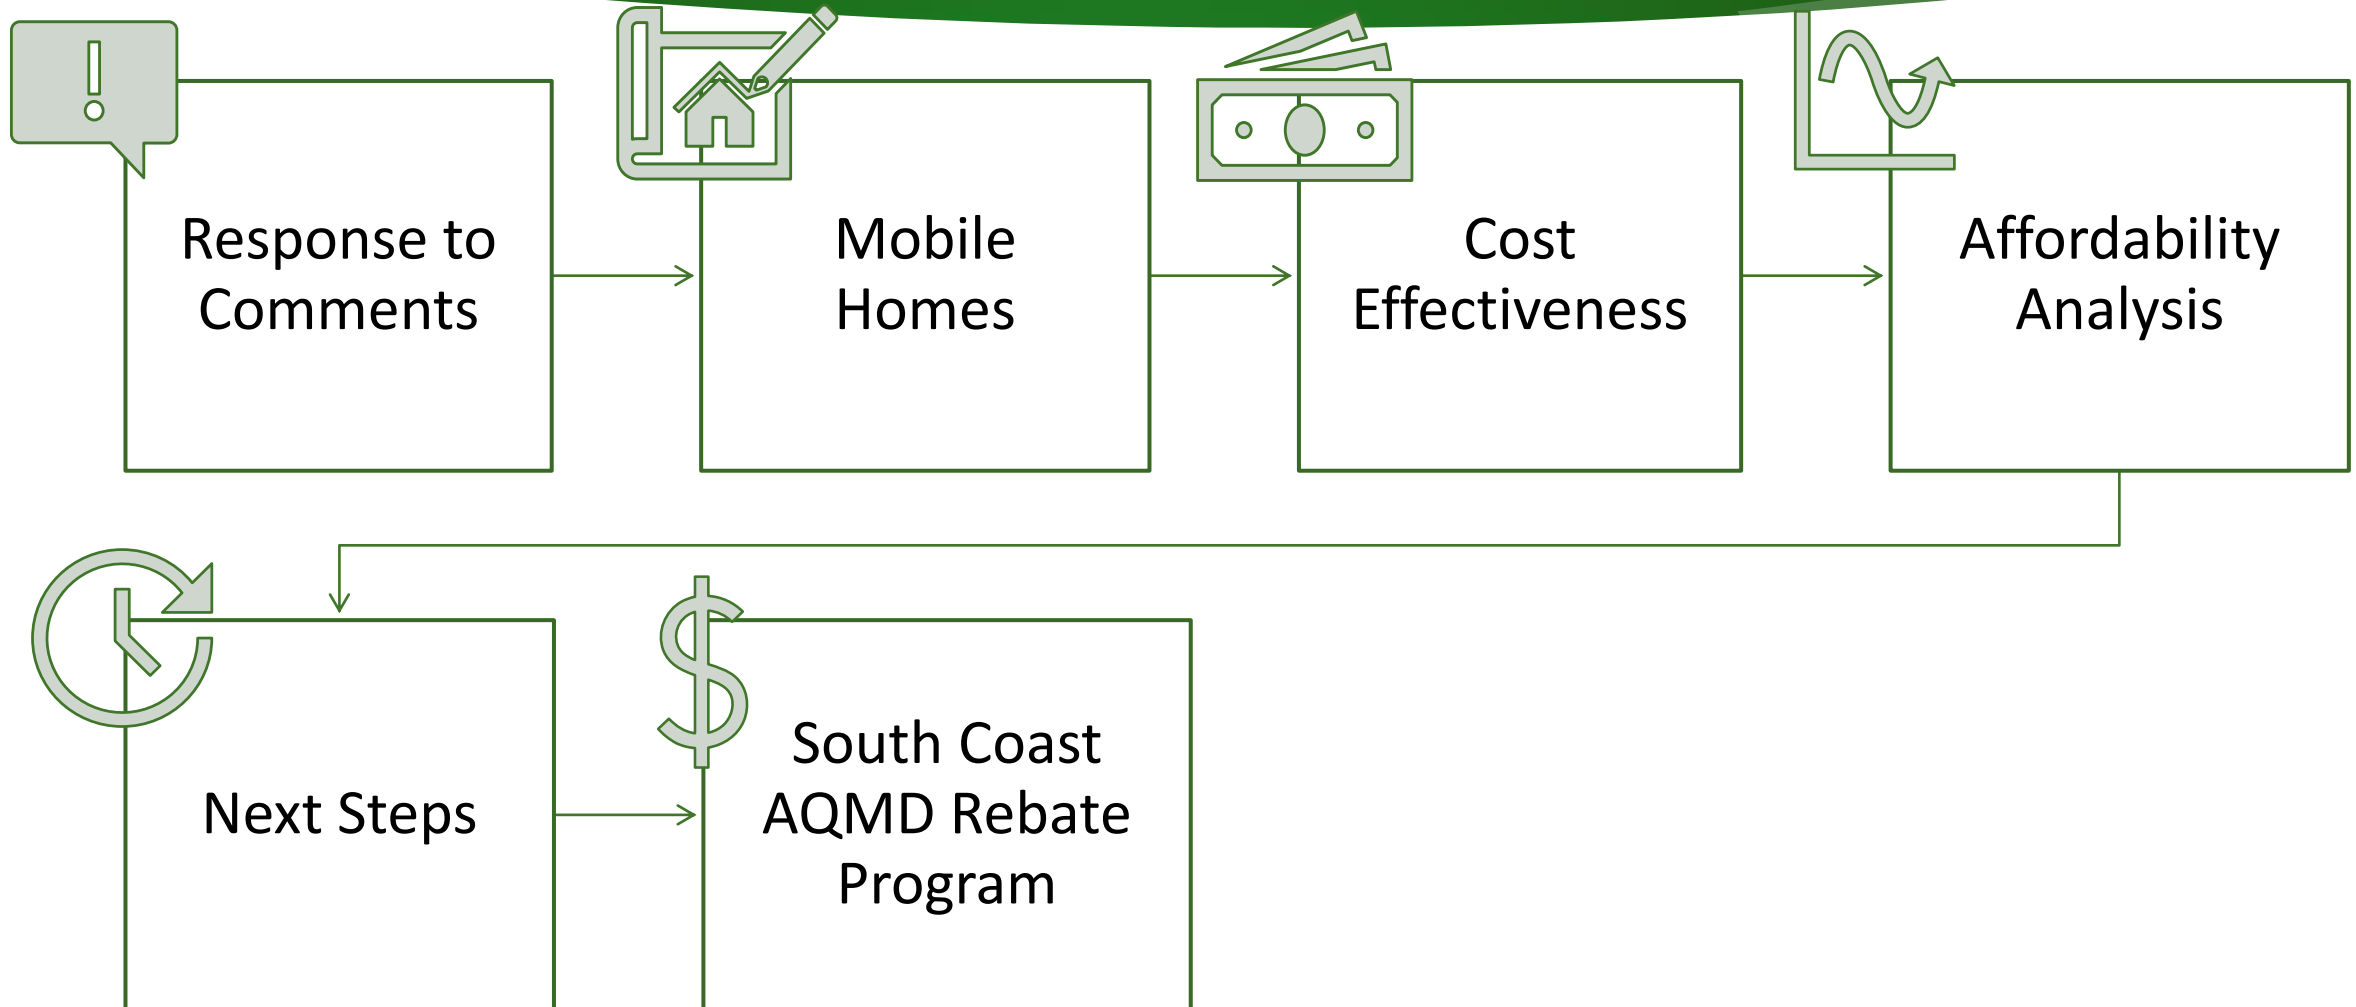 Response to
Comments
Mobile
Homes
Cost
Effectiveness
Affordability
Analysis
Next Steps
South Coast
AQMD Rebate
Program